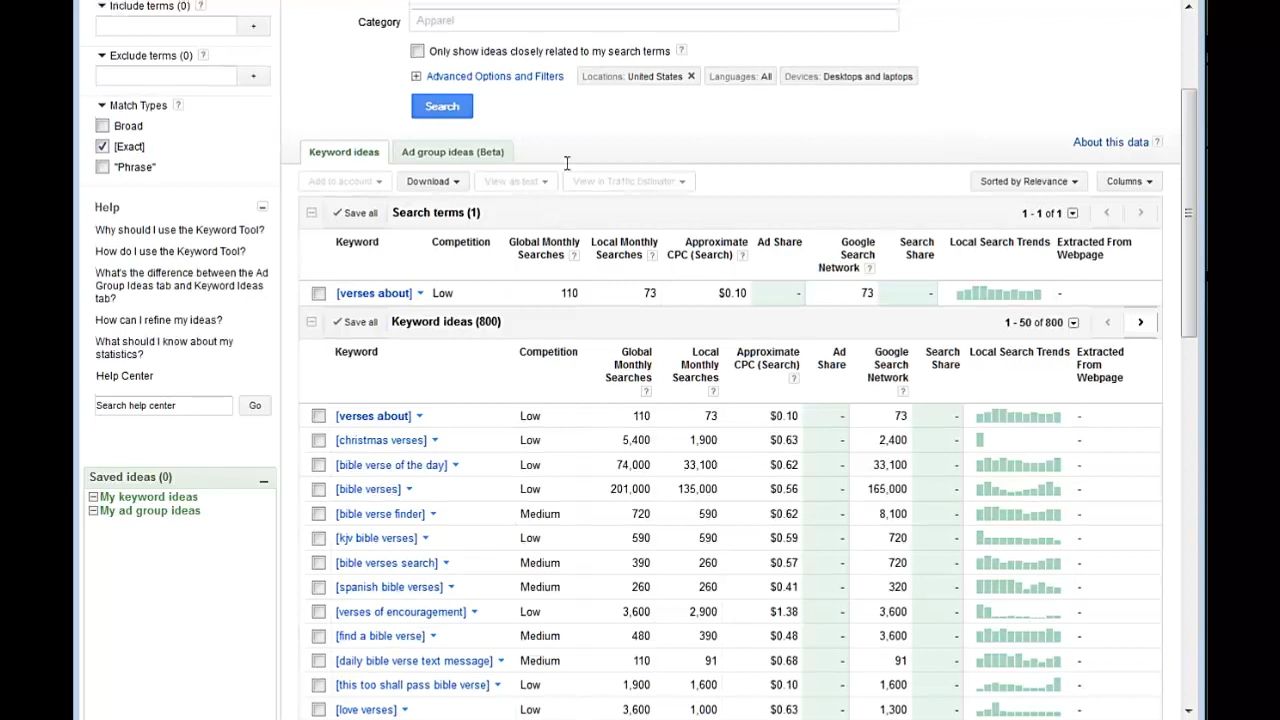 Include terms (0) ?
+
Exclude terms (0) ?
+
Match Types ?
Broad
[Exact]
"Phrase"
Help
Why should I use the Keyword Tool?
How do I use the Keyword Tool?
What's the difference between the Ad
Group Ideas tab and Keyword Ideas
tab?
How can I refine my ideas?
What should I know about my
statistics?
Help Center
Search help center Go
Saved ideas (0)
My keyword ideas
My ad group ideas
Category Apparel
Only show ideas closely related to my search terms ?
Advanced Options and Filters Locations: United States Languages: All Devices: Desktops and laptops
Search
About this data ?
Keyword ideas Ad group ideas (Beta)
Add to account Download View as text View in Traffic Estimator Sorted by Relevance Columns
Save all Search terms (1) 1 - 1 of 1
Keyword Competition Global Monthly Searches ? Local Monthly Searches ? Approximate CPC (Search) ? Ad Share Google Search Network ? Search Share Local Search Trends Extracted From Webpage
[verses about] Low 110 73 $0.10 - 73 - -
Save all Keyword ideas (800) 1 - 50 of 800
Keyword Competition Global Monthly Searches ? Local Monthly Searches ? Approximate CPC (Search) ? Ad Share Google Search Network ? Search Share Local Search Trends Extracted From Webpage
[verses about] Low 110 73 $0.10 - 73 - -
[christmas verses] Low 5,400 1,900 $0.63 - 2,400 - -
[bible verse of the day] Low 74,000 33,100 $0.62 - 33,100 - -
[bible verses] Low 201,000 135,000 $0.56 - 165,000 - -
[bible verse finder] Medium 720 590 $0.62 - 8,100 - -
[kjv bible verses] Low 590 590 $0.59 - 720 - -
[bible verses search] Medium 390 260 $0.57 - 720 - -
[spanish bible verses] Medium 260 260 $0.41 - 320 - -
[verses of encouragement] Low 3,600 2,900 $1.38 - 3,600 - -
[find a bible verse] Medium 480 390 $0.48 - 3,600 - -
[daily bible verse text message] Medium 110 91 $0.68 - 91 - -
[this too shall pass bible verse] Low 1,900 1,600 $0.10 - 1,600 - -
[love verses] Low 3,600 1,000 $0.63 - 1,300 - -